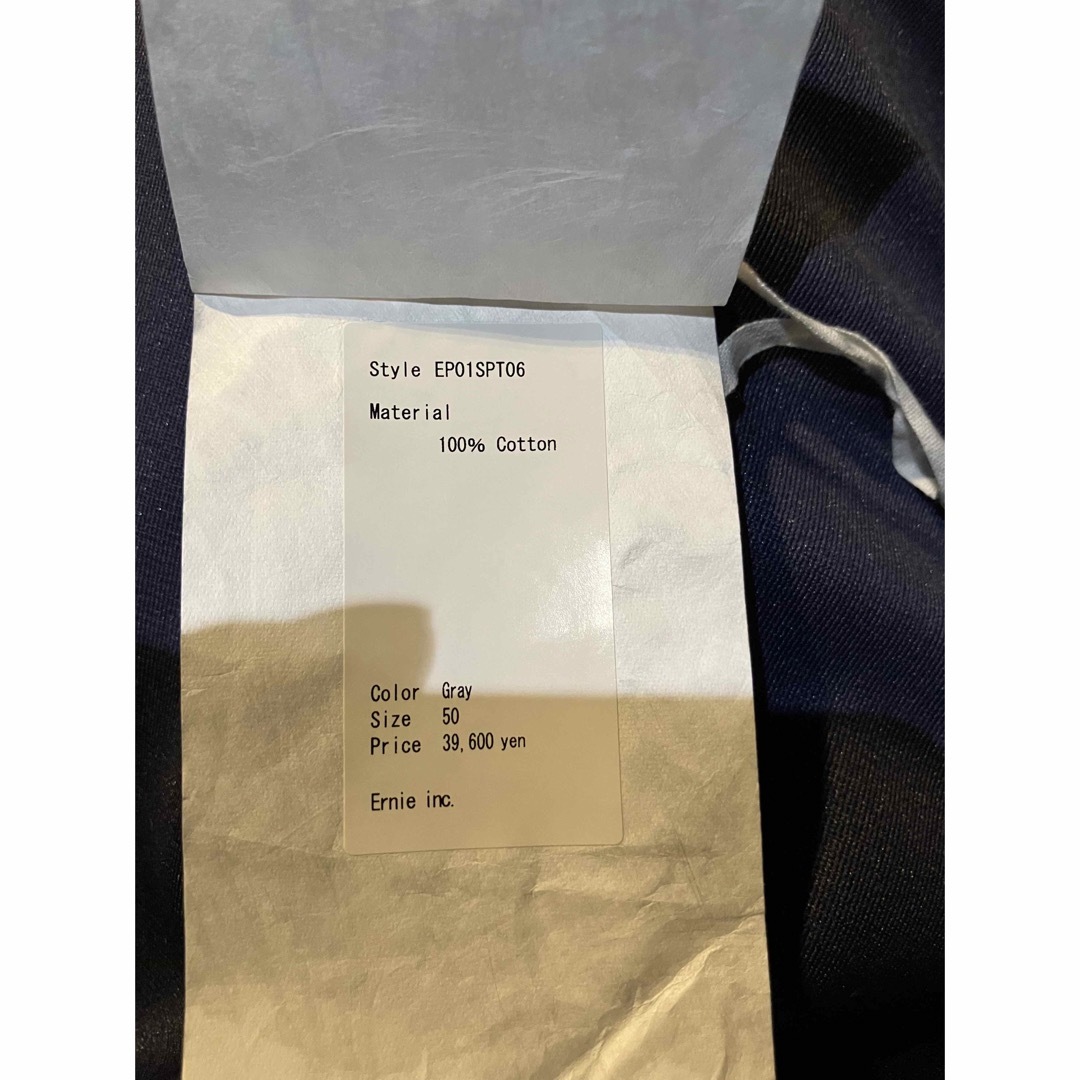 Style EP01SPT06
Material
100% Cotton
Color Gray
Size 50
Price 39,600 yen
Ernie inc.